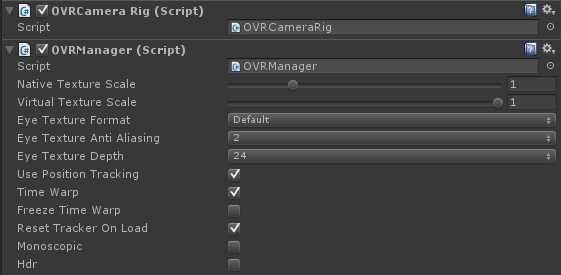 OVRCamera Rig (Script)
Script OVRCameraRig
OVRManager (Script)
Script OVRManager
Native Texture Scale 1
Virtual Texture Scale 1
Eye Texture Format Default
Eye Texture Anti Aliasing 2
Eye Texture Depth 24
Use Position Tracking
Time Warp
Freeze Time Warp
Reset Tracker On Load
Monoscopic
Hdr